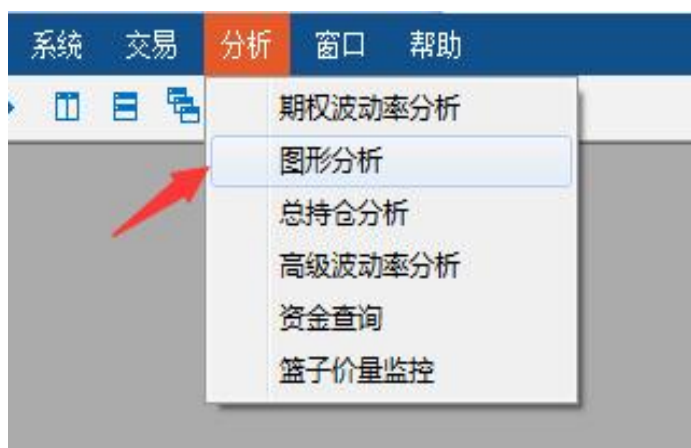 系统 交易 分析 窗口 帮助
期权波动率分析
图形分析
总持仓分析
高级波动率分析
资金查询
篮子价量监控